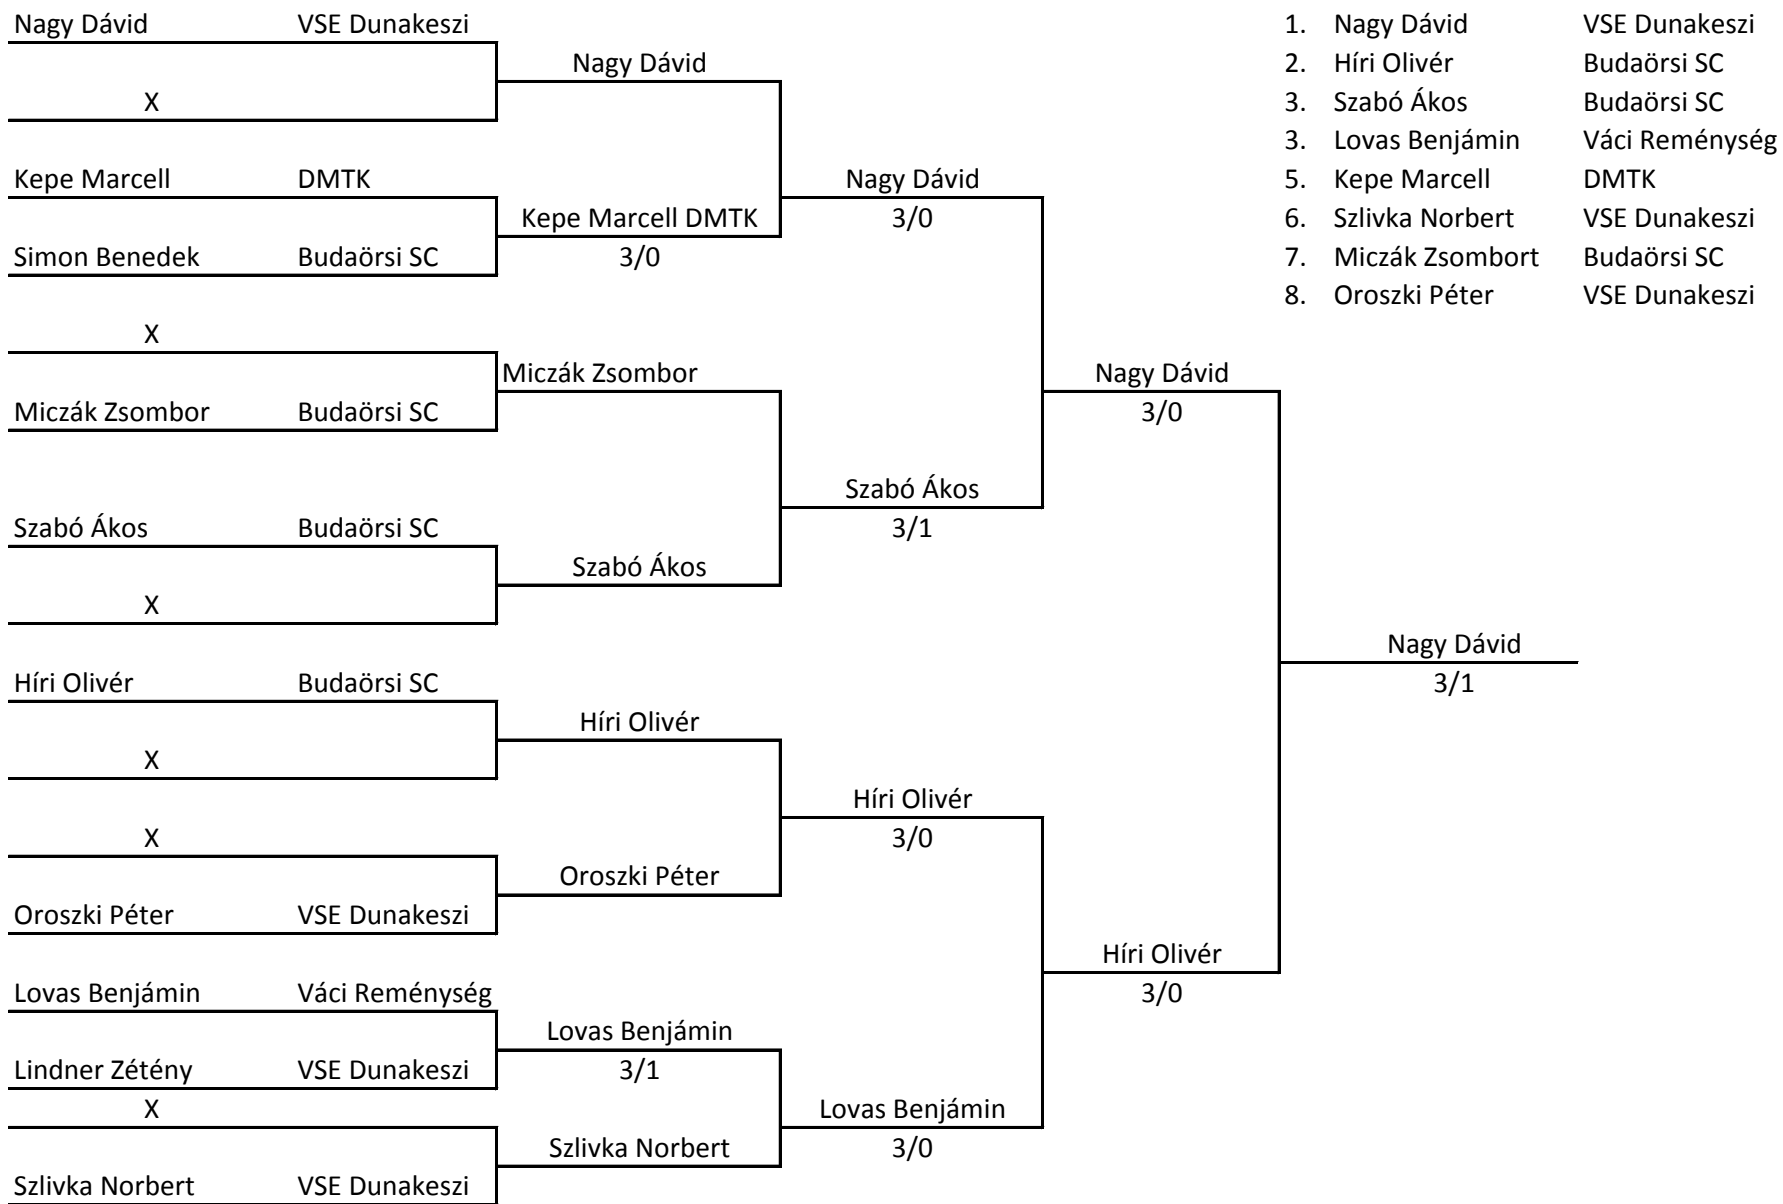 Nagy Dávid VSE Dunakeszi 1. Nagy Dávid VSE Dunakeszi
Nagy Dávid 2. Híri Olivér Budaörsi SC
X 3. Szabó Ákos Budaörsi SC
3. Lovas Benjámin Váci Reménység
Kepe Marcell DMTK Nagy Dávid 5. Kepe Marcell DMTK
Kepe Marcell DMTK 3/0 6. Szlivka Norbert VSE Dunakeszi
Simon Benedek Budaörsi SC 3/0 7. Miczák Zsombort Budaörsi SC
8. Oroszki Péter VSE Dunakeszi
X
Miczák Zsombor Nagy Dávid
Miczák Zsombor Budaörsi SC 3/0
Szabó Ákos
Szabó Ákos Budaörsi SC 3/1
Szabó Ákos
X
Nagy Dávid
Híri Olivér Budaörsi SC 3/1
Híri Olivér
X
Híri Olivér
X 3/0
Oroszki Péter
Oroszki Péter VSE Dunakeszi
Híri Olivér
Lovas Benjámin Váci Reménység 3/0
Lovas Benjámin
Lindner Zétény VSE Dunakeszi 3/1
X Lovas Benjámin
Szlivka Norbert 3/0
Szlivka Norbert VSE Dunakeszi